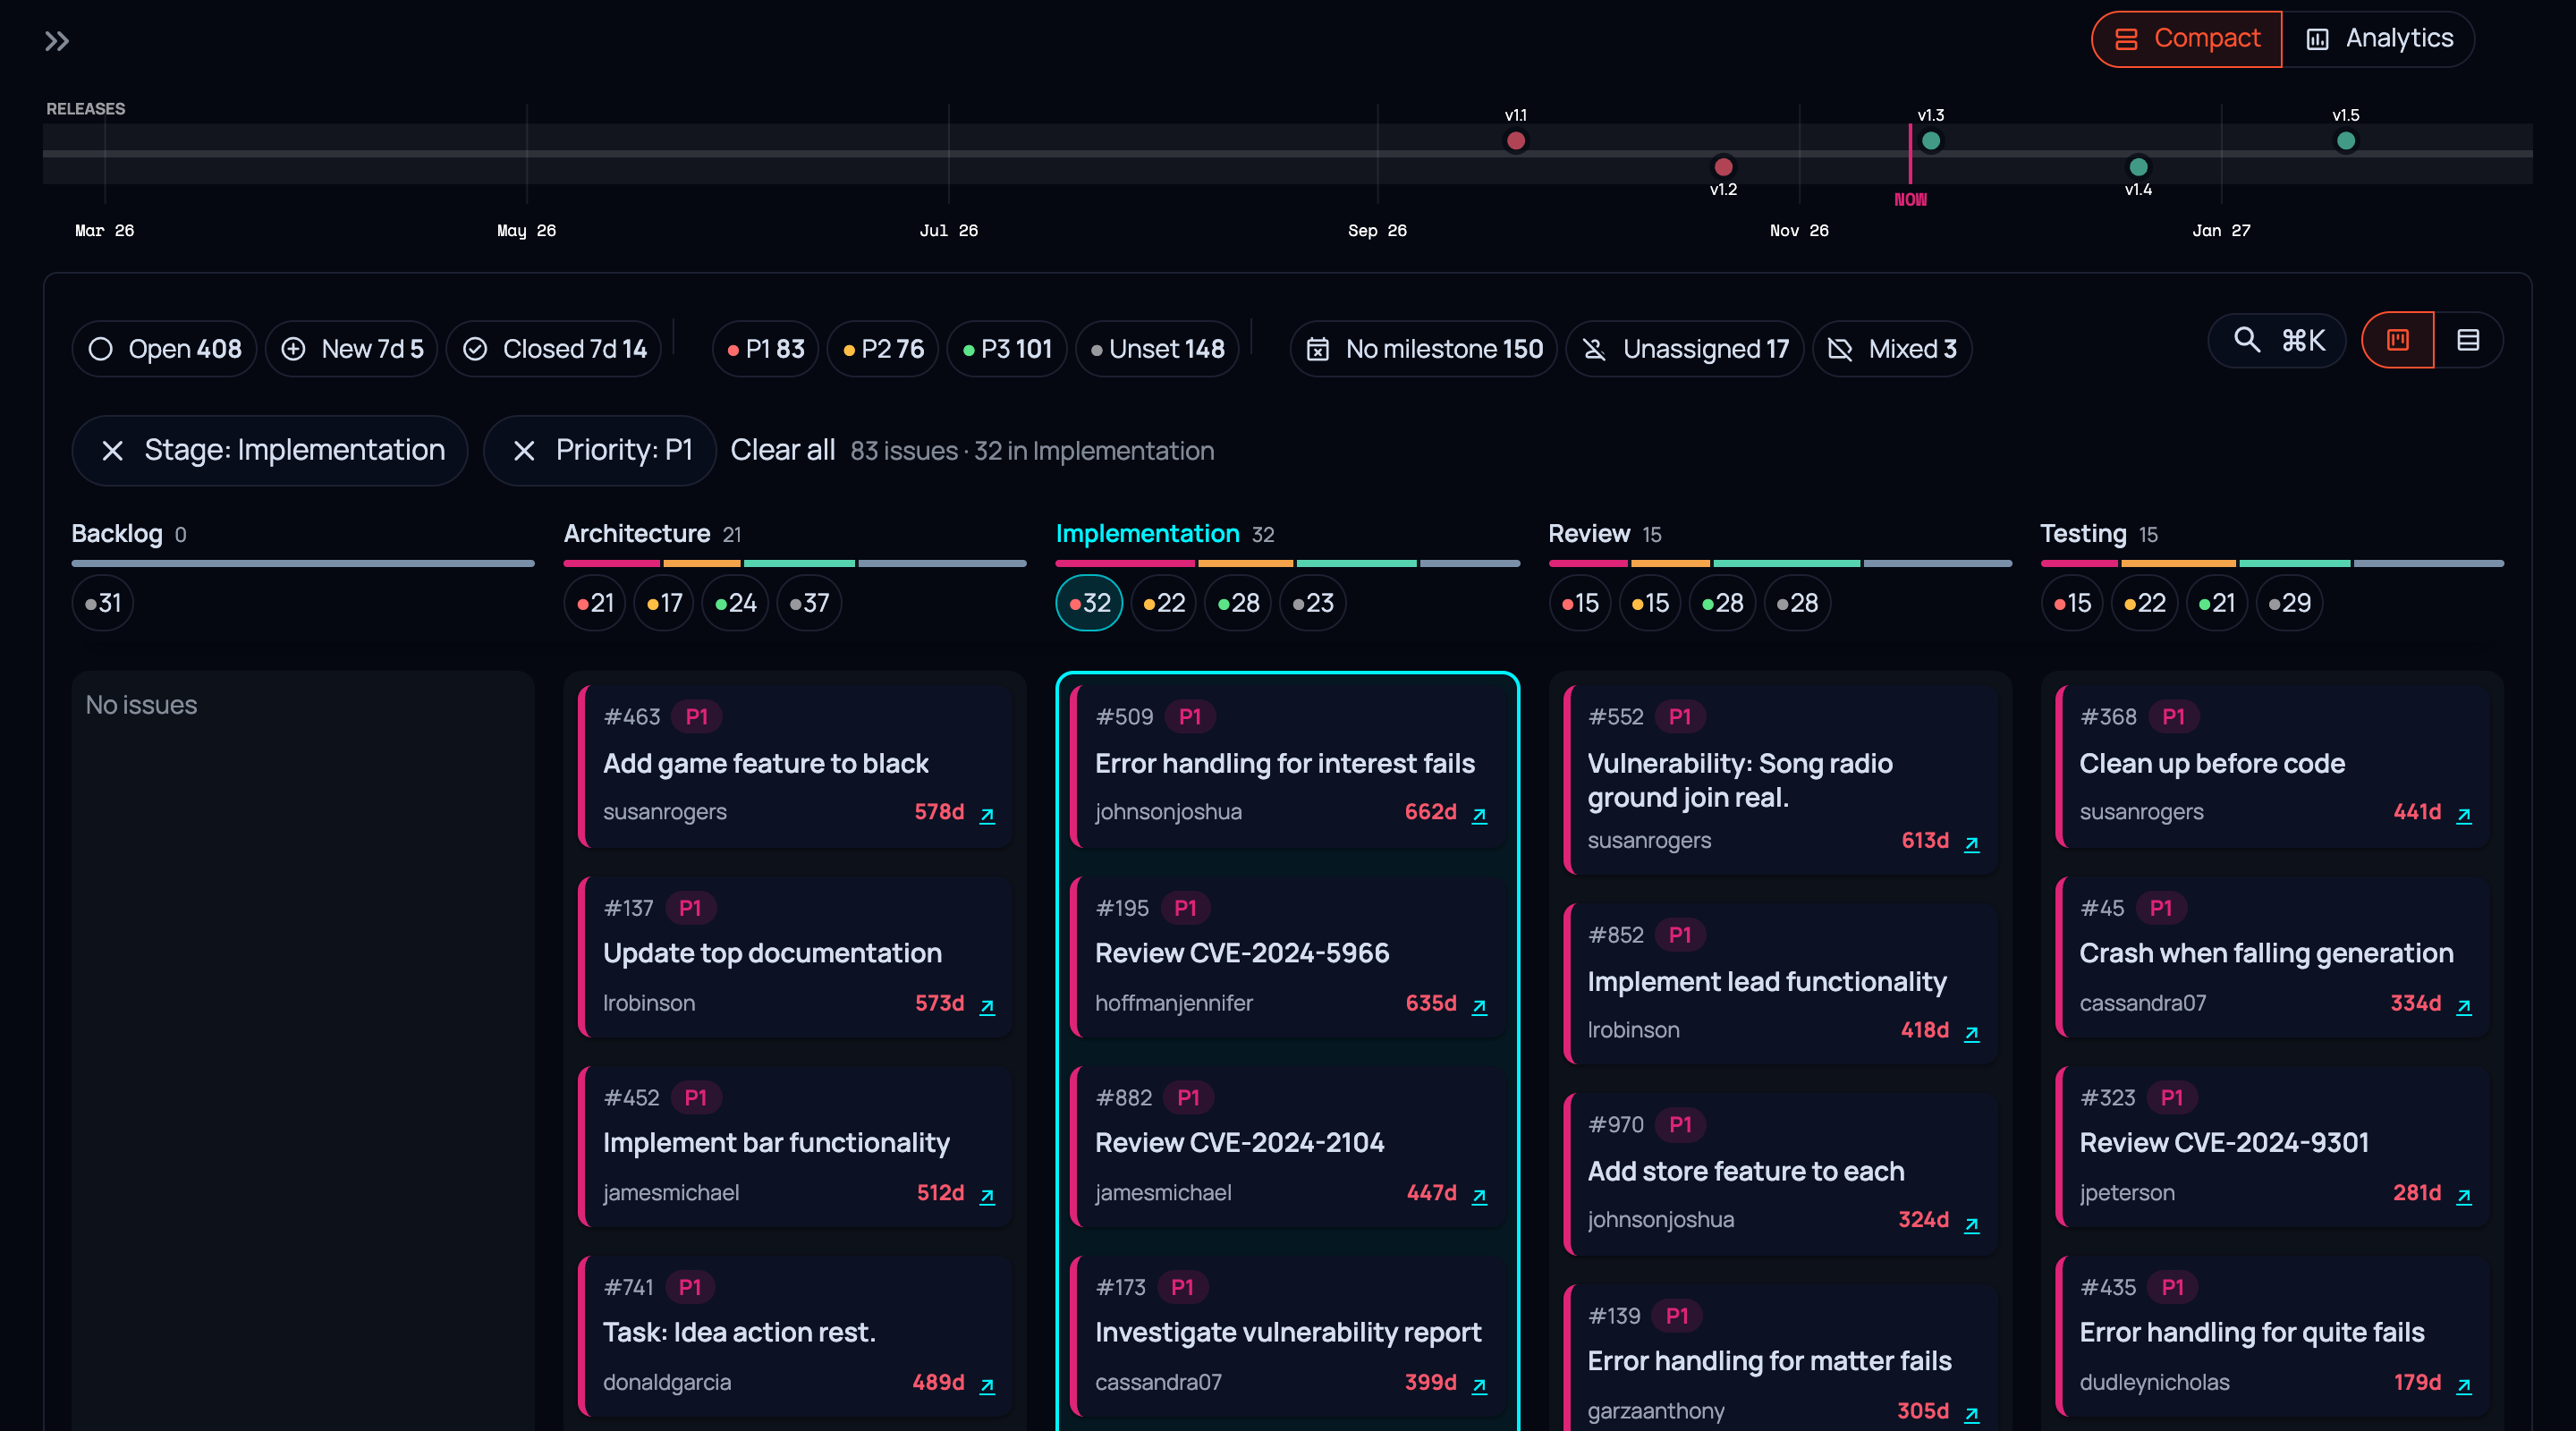 Compact Analytics
RELEASES
v1.1 v1.3 v1.5
v1.2 v1.4
NOW
Mar 26 May 26 Jul 26 Sep 26 Nov 26 Jan 27
Open 408 New 7d 5 Closed 7d 14 P1 83 P2 76 P3 101 Unset 148 No milestone 150 Unassigned 17 Mixed 3 ⌘K
Stage: Implementation Priority: P1 Clear all 83 issues · 32 in Implementation
Backlog 0
31
No issues
Architecture 21
21 17 24 37
#463 P1
Add game feature to black
susanrogers 578d
#137 P1
Update top documentation
lrobinson 573d
#452 P1
Implement bar functionality
jamesmichael 512d
#741 P1
Task: Idea action rest.
donaldgarcia 489d
Implementation 32
32 22 28 23
#509 P1
Error handling for interest fails
johnsonjoshua 662d
#195 P1
Review CVE-2024-5966
hoffmanjennifer 635d
#882 P1
Review CVE-2024-2104
jamesmichael 447d
#173 P1
Investigate vulnerability report
cassandra07 399d
Review 15
15 15 28 28
#552 P1
Vulnerability: Song radio
ground join real.
susanrogers 613d
#852 P1
Implement lead functionality
lrobinson 418d
#970 P1
Add store feature to each
johnsonjoshua 324d
#139 P1
Error handling for matter fails
garzaanthony 305d
Testing 15
15 22 21 29
#368 P1
Clean up before code
susanrogers 441d
#45 P1
Crash when falling generation
cassandra07 334d
#323 P1
Review CVE-2024-9301
jpeterson 281d
#435 P1
Error handling for quite fails
dudleynicholas 179d